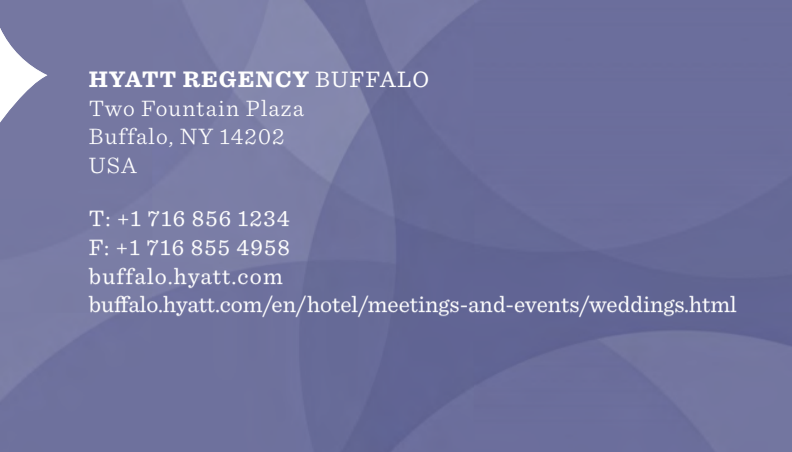 HYATT REGENCY BUFFALO
Two Fountain Plaza
Buffalo, NY 14202
USA
T: +1 716 856 1234
F: +1 716 855 4958
buffalo.hyatt.com
buffalo.hyatt.com/en/hotel/meetings-and-events/weddings.html